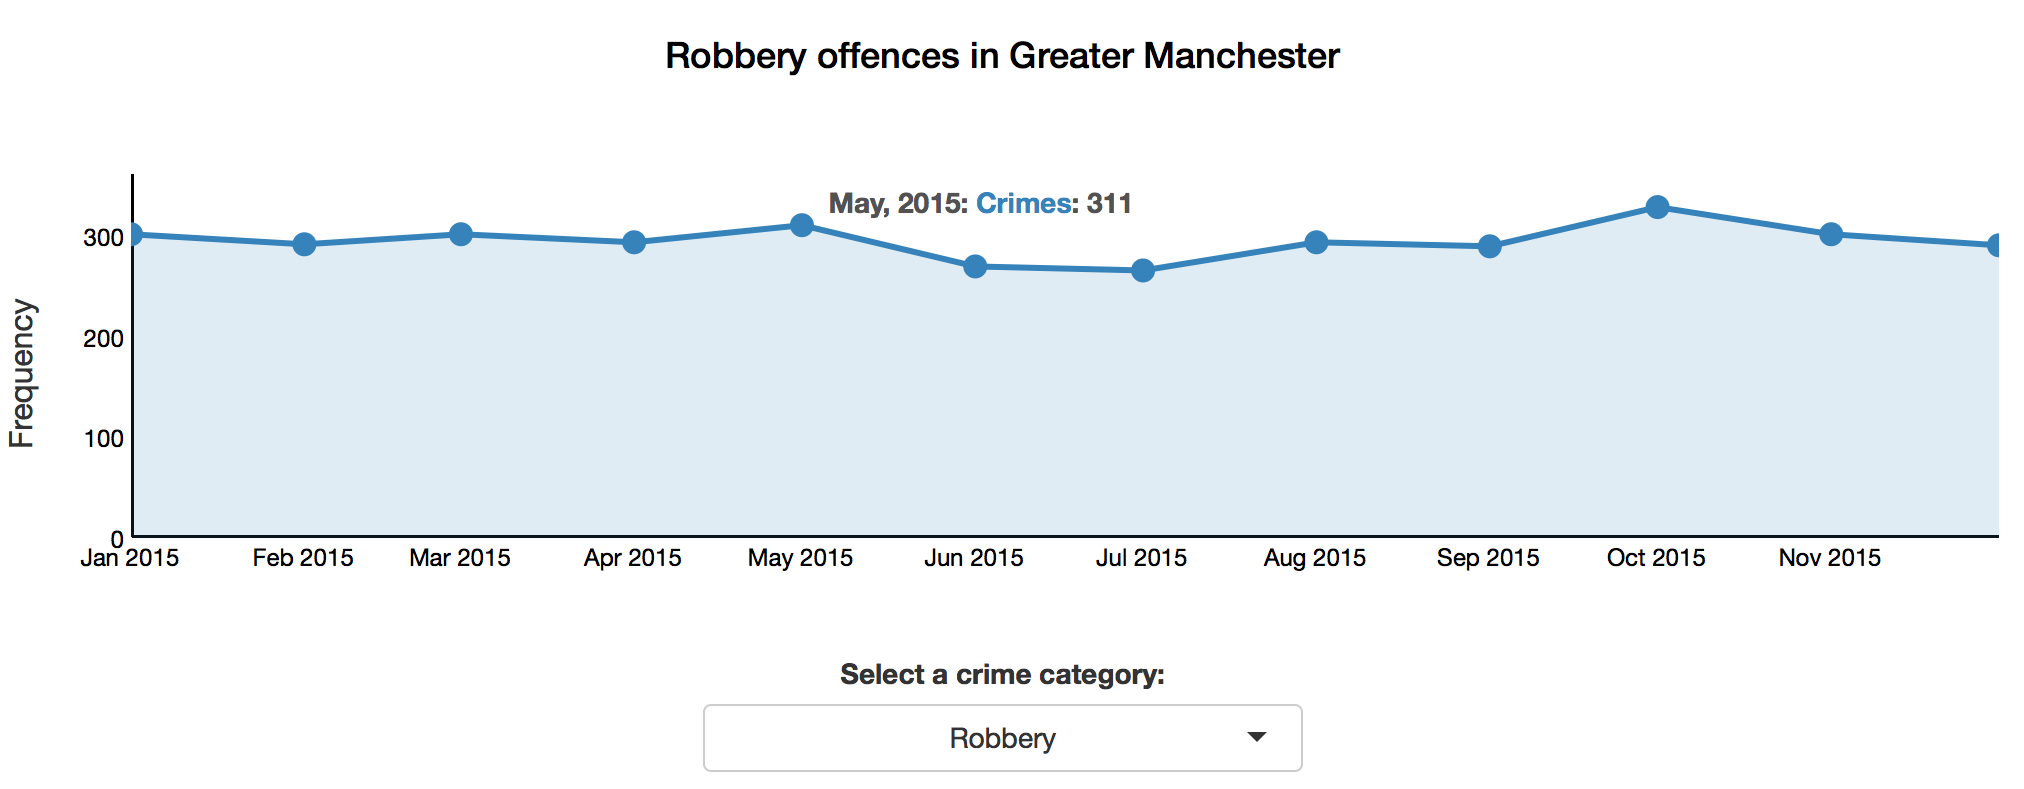 Robbery offences in Greater Manchester
May, 2015: Crimes: 311
300
200
100
0
Frequency
Jan 2015 Feb 2015 Mar 2015 Apr 2015 May 2015 Jun 2015 Jul 2015 Aug 2015 Sep 2015 Oct 2015 Nov 2015
Select a crime category:
Robbery